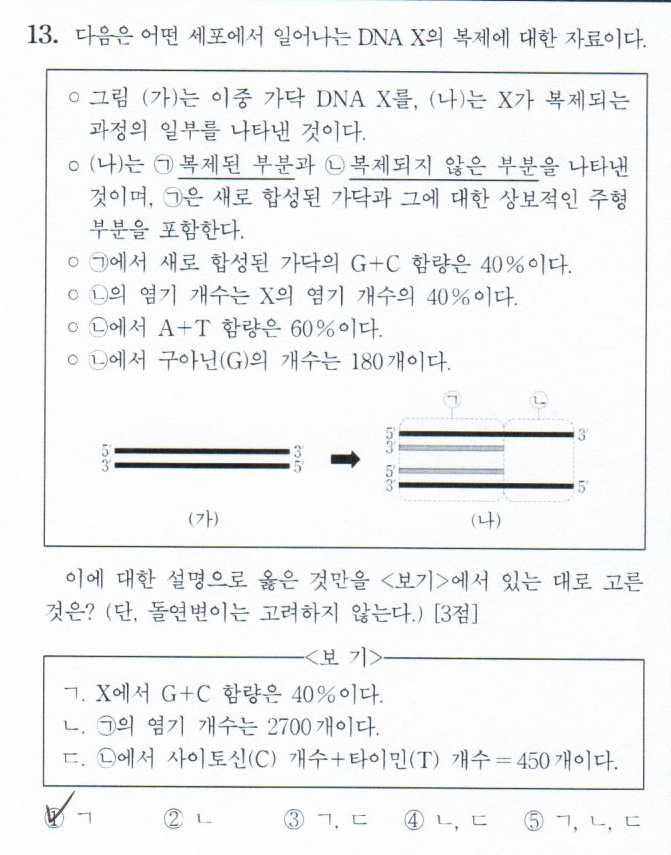 13. 다음은 어떤 세포에서 일어나는 DNA X의 복제에 대한 자료이다.
○ 그림 (가)는 이중 가닥 DNA X를, (나)는 X가 복제되는
과정의 일부를 나타낸 것이다.
○ (나)는 ㉠복제된 부분과 ㉡복제되지 않은 부분을 나타낸
것이며, ㉠은 새로 합성된 가닥과 그에 대한 상보적인 주형
부분을 포함한다.
○ ㉠에서 새로 합성된 가닥의 G+C 함량은 40%이다.
○ ㉡의 염기 개수는 X의 염기 개수의 40%이다.
○ ㉡에서 A+T 함량은 60%이다.
○ ㉡에서 구아닌(G)의 개수는 180개이다.
㉠ ㉡
5′ 3′ 5′ 3′
3′ 5′ 3′
5′
3′ 5′
(가) (나)
이에 대한 설명으로 옳은 것만을 <보기>에서 있는 대로 고른
것은? (단, 돌연변이는 고려하지 않는다.) [3점]
<보 기>
ㄱ. X에서 G+C 함량은 40%이다.
ㄴ. ㉠의 염기 개수는 2700개이다.
ㄷ. ㉡에서 사이토신(C) 개수+타이민(T) 개수=450개이다.
① ㄱ ② ㄴ ③ ㄱ, ㄷ ④ ㄴ, ㄷ ⑤ ㄱ, ㄴ, ㄷ